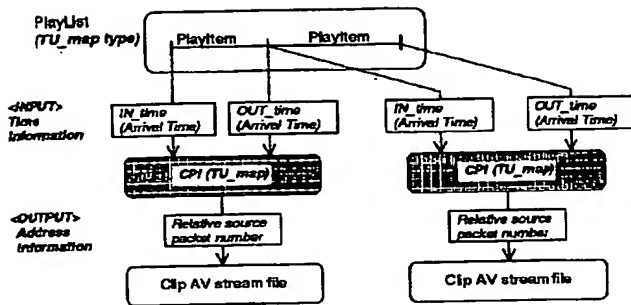 PlayList
(TU_map type)
PlayItem PlayItem
<INPUT>
Time
Information
IN_time
(Arrival Time)
OUT_time
(Arrival Time)
IN_time
(Arrival Time)
OUT_time
(Arrival Time)
CPI (TU_map)
CPI (TU_map)
<OUTPUT>
Address
Information
Relative source
packet number
Relative source
packet number
Clip AV stream file
Clip AV stream file